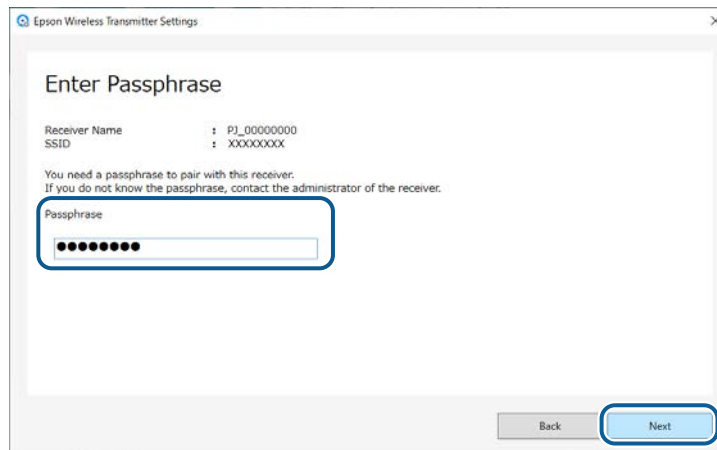 Epson Wireless Transmitter Settings
Enter Passphrase
Receiver Name : PJ_00000000
SSID : XXXXXXXX
You need a passphrase to pair with this receiver.
If you do not know the passphrase, contact the administrator of the receiver.
Passphrase
●●●●●●●●
Back Next